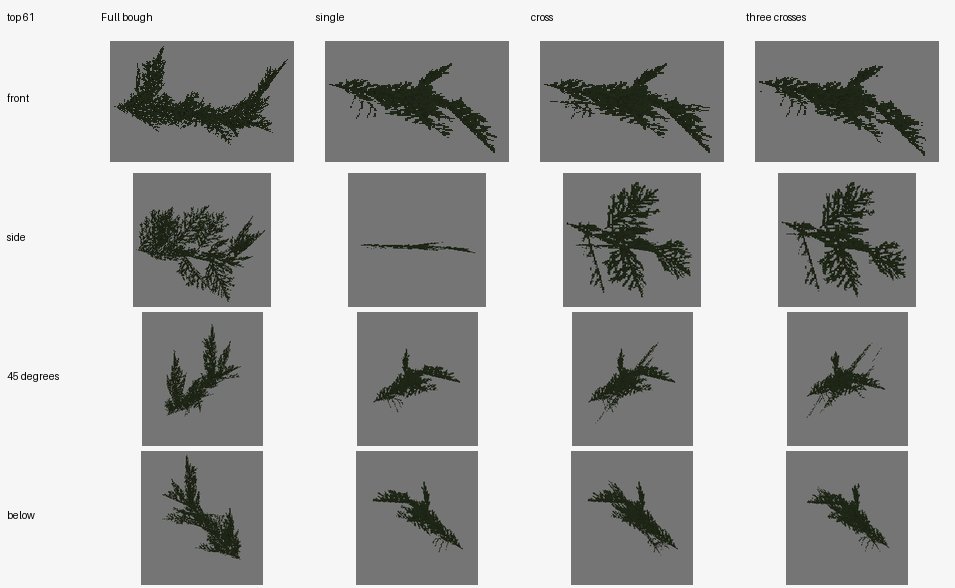 top61 Full bough single cross three crosses
front
side
45 degrees
below